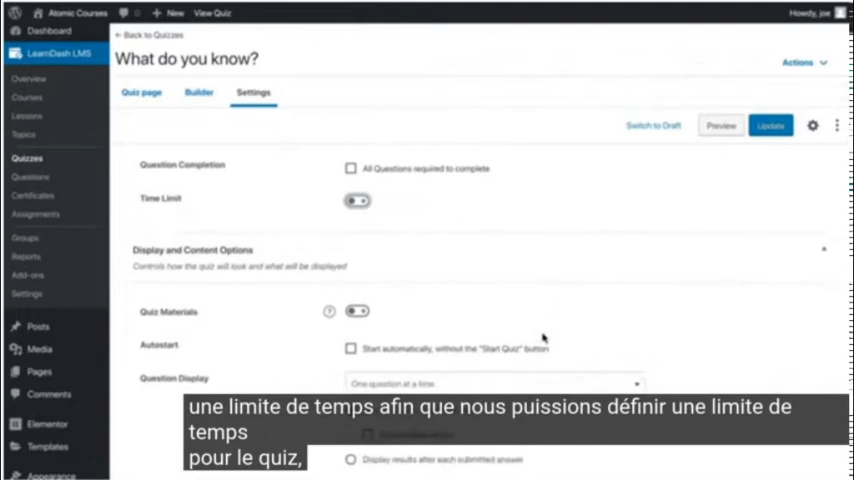 Atomic Courses 0 + New View Quiz Howdy, joe
Dashboard
LearnDash LMS
Overview
Courses
Lessons
Topics
Quizzes
Questions
Certificates
Assignments
Groups
Reports
Add-ons
Settings
Posts
Media
Pages
Comments
Elementor
Templates
Appearance
← Back to Quizzes
What do you know?
Actions
Quiz page Builder Settings
Switch to Draft Preview Update
Question Completion All Questions required to complete
Time Limit
Display and Content Options
Controls how the quiz will look and what will be displayed
Quiz Materials
Autostart Start automatically, without the "Start Quiz" button
Question Display One question at a time
Display results after each submitted answer
une limite de temps afin que nous puissions définir une limite de
temps
pour le quiz,